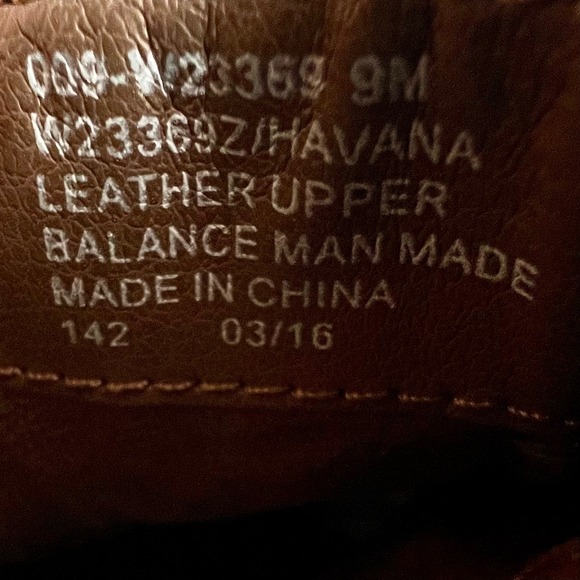 009-W23369 9M
W23369Z/HAVANA
LEATHER UPPER
BALANCE MAN MADE
MADE IN CHINA
142 03/16